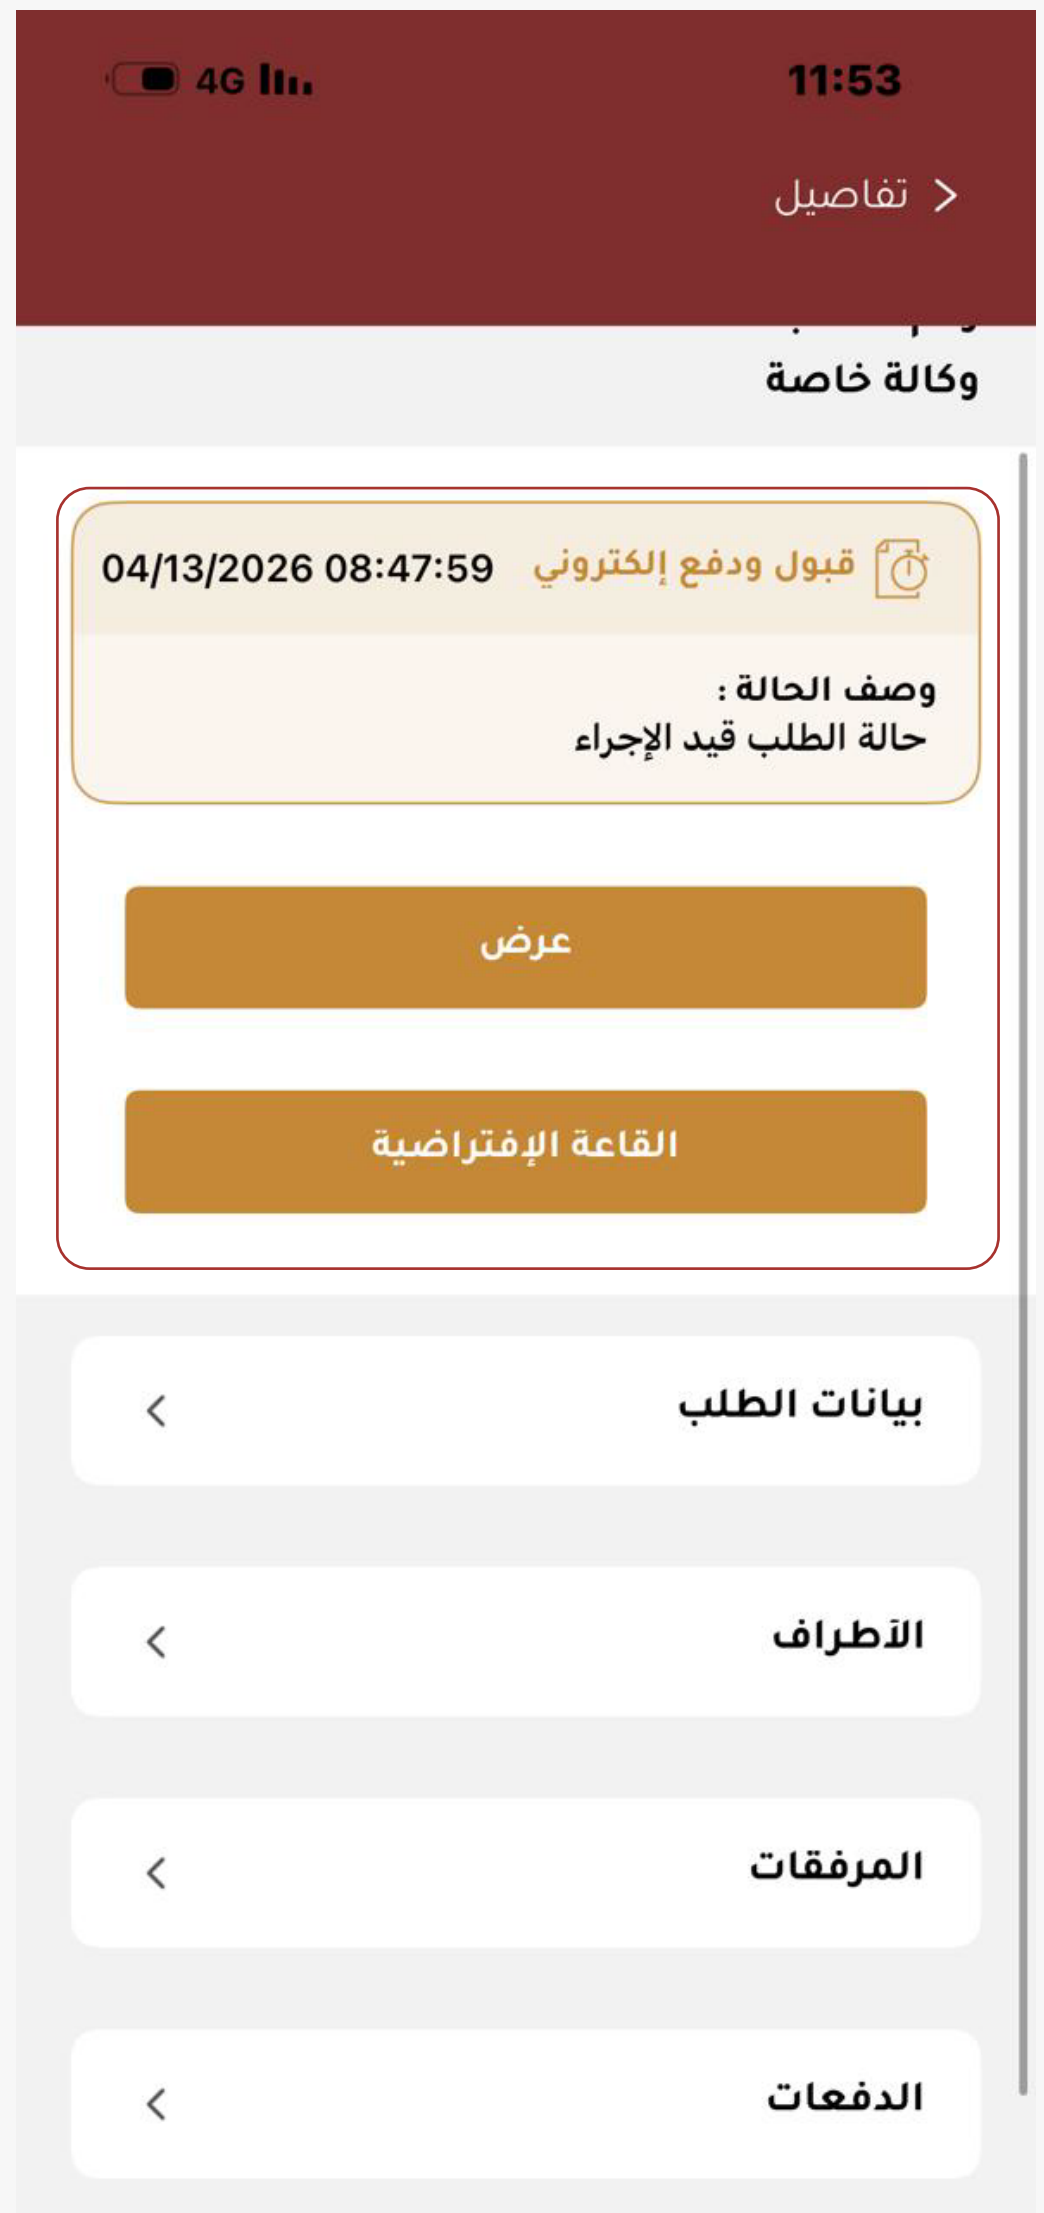 11:53
4G
تفاصيل
وكالة خاصة
قبول ودفع إلكتروني 04/13/2026 08:47:59
وصف الحالة :
حالة الطلب قيد الإجراء
عرض
القاعة الإفتراضية
بيانات الطلب
الأطراف
المرفقات
الدفعات